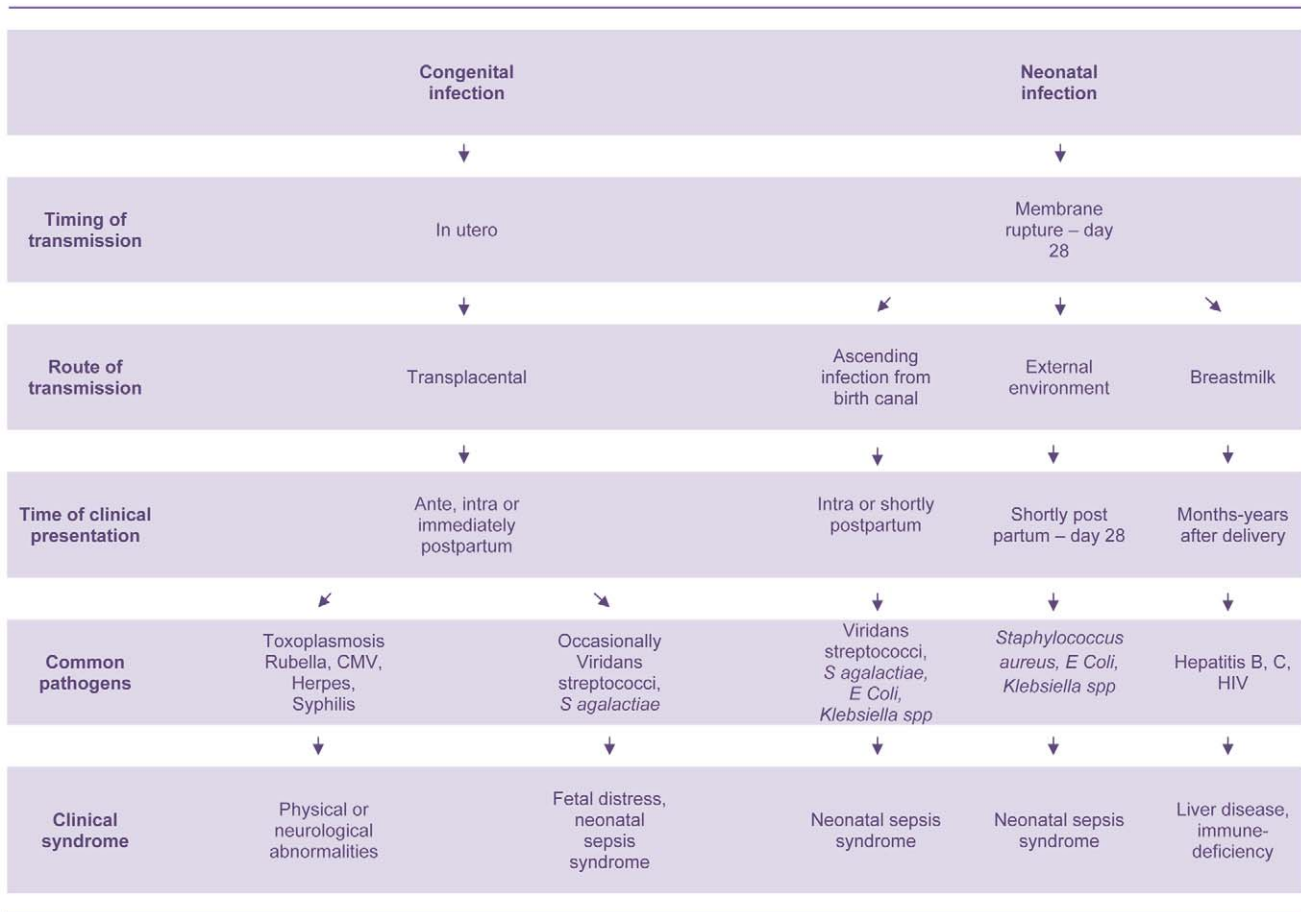 Congenital
infection
Neonatal
infection
Timing of
transmission
In utero
Membrane
rupture – day
28
Route of
transmission
Transplacental
Ascending
infection from
birth canal
External
environment
Breastmilk
Time of clinical
presentation
Ante, intra or
immediately
postpartum
Intra or shortly
postpartum
Shortly post
partum – day 28
Months-years
after delivery
Common
pathogens
Toxoplasmosis
Rubella, CMV,
Herpes,
Syphilis
Occasionally
Viridans
streptococci,
S agalactiae
Viridans
streptococci,
S agalactiae,
E Coli,
Klebsiella spp
Staphylococcus
aureus, E Coli,
Klebsiella spp
Hepatitis B, C,
HIV
Clinical
syndrome
Physical or
neurological
abnormalities
Fetal distress,
neonatal
sepsis
syndrome
Neonatal sepsis
syndrome
Neonatal sepsis
syndrome
Liver disease,
immune-
deficiency